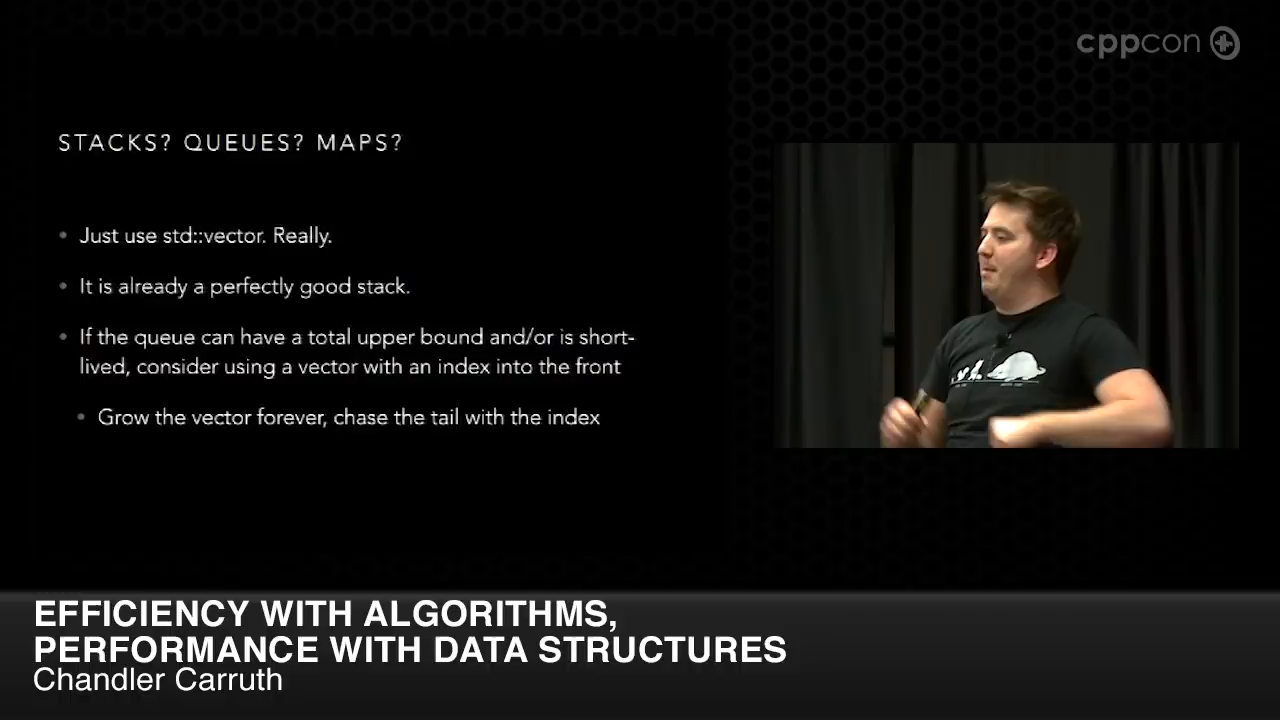 cppcon
STACKS? QUEUES? MAPS?
• Just use std::vector. Really.
• It is already a perfectly good stack.
• If the queue can have a total upper bound and/or is short-
lived, consider using a vector with an index into the front
• Grow the vector forever, chase the tail with the index
EFFICIENCY WITH ALGORITHMS,
PERFORMANCE WITH DATA STRUCTURES
Chandler Carruth